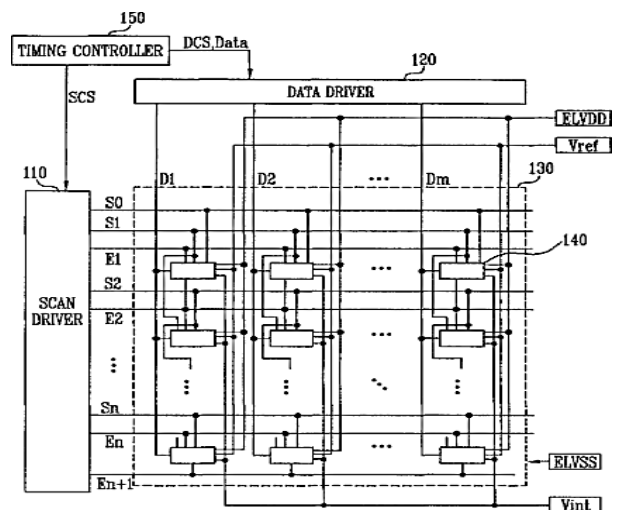 150
TIMING CONTROLLER
DCS,Data
120
SCS
DATA DRIVER
ELVDD
Vref
110
D1
D2
...
Dm
130
S0
S1
E1
140
S2
SCAN DRIVER
E2
Sn
En
En+1
ELVSS
Vint